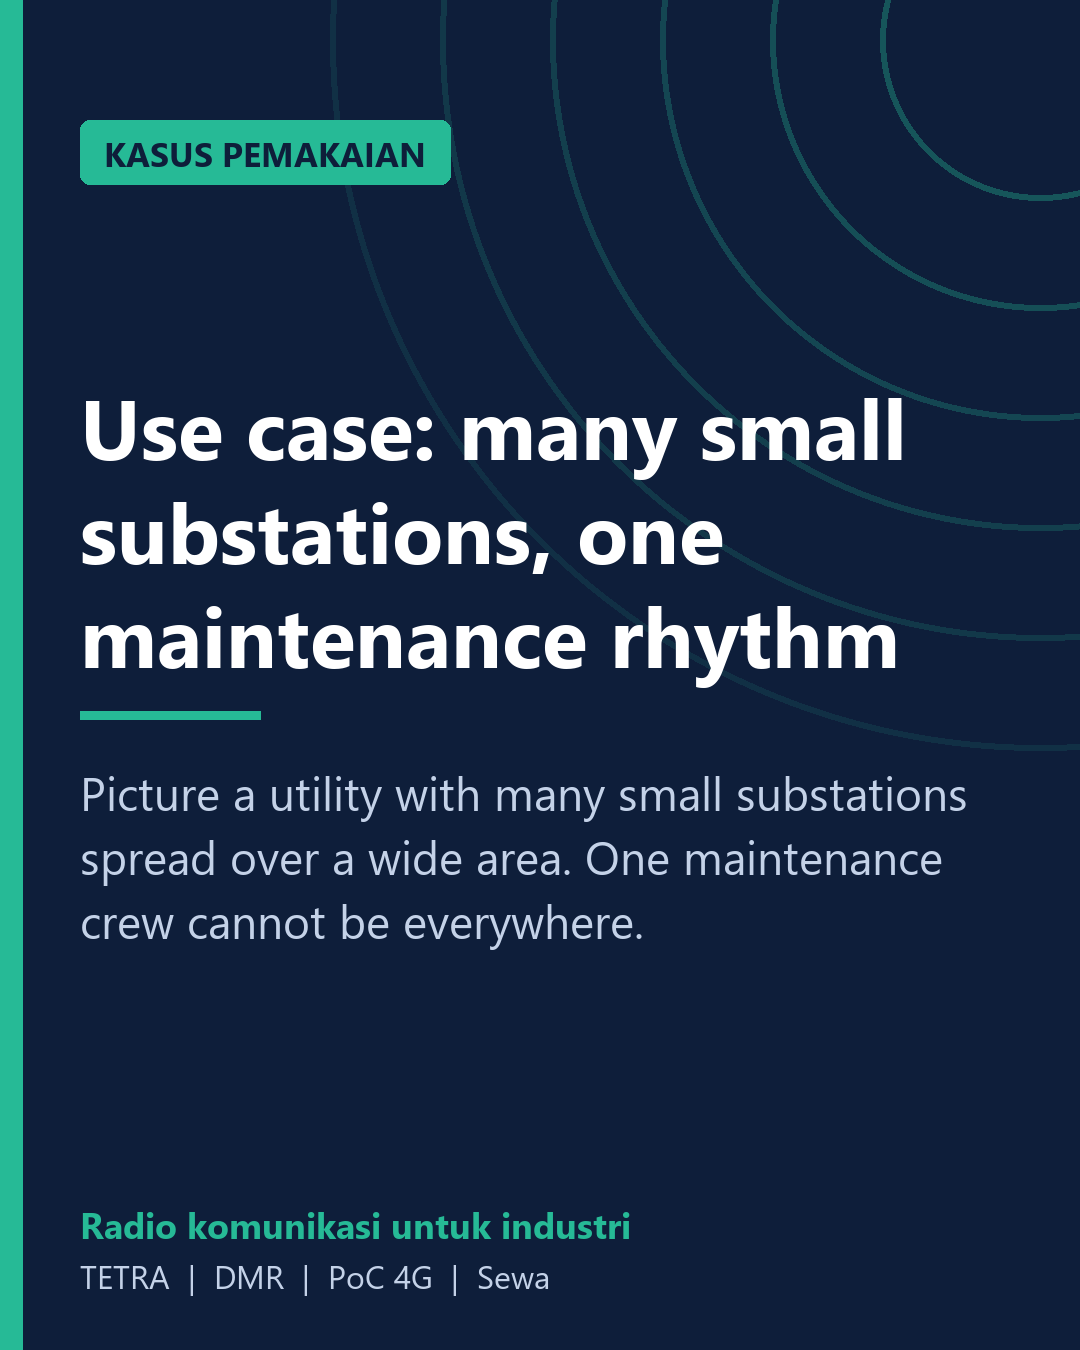 KASUS PEMAKAIAN
Use case: many small
substations, one
maintenance rhythm
Picture a utility with many small substations
spread over a wide area. One maintenance
crew cannot be everywhere.
Radio komunikasi untuk industri
TETRA | DMR | PoC 4G | Sewa